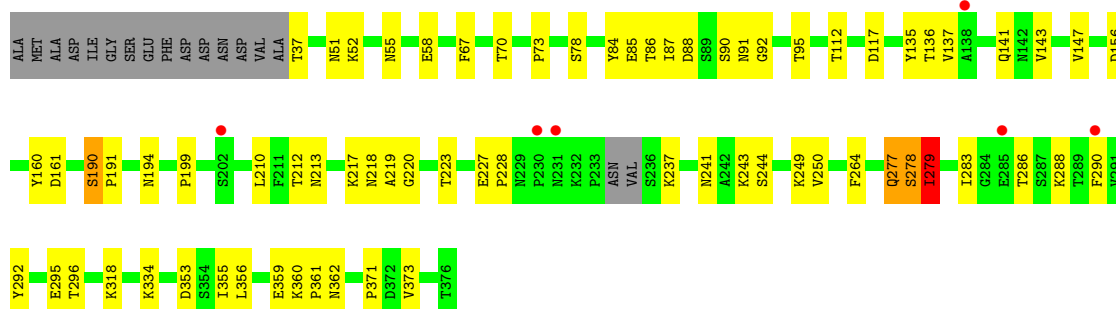 ALA MET ALA ASP ILE GLY SER GLU PHE ASP ASP ASN ASP VAL ALA T37 N51 K52 N55 E58 F67 T70 P73 S78 Y84 E85 T86 I87 D88 S89 S90 N91 G92 T95 T112 D117 Y135 T136 V137 A138 Q141 N142 V143 V147 D156
Y160 D161 S190 P191 N194 P199 S202 L210 F211 T212 N213 K217 N218 A219 G220 T223 E227 P228 N229 P230 N231 K232 P233 ASN VAL S236 K237 N241 A242 K243 S244 K249 V250 F264 Q277 S278 I279 I283 G284 E285 T286 S287 K288 T289 F290 V291
Y292 E295 T296 K318 K334 D353 S354 I355 L356 E359 K360 P361 N362 P371 D372 V373 T376